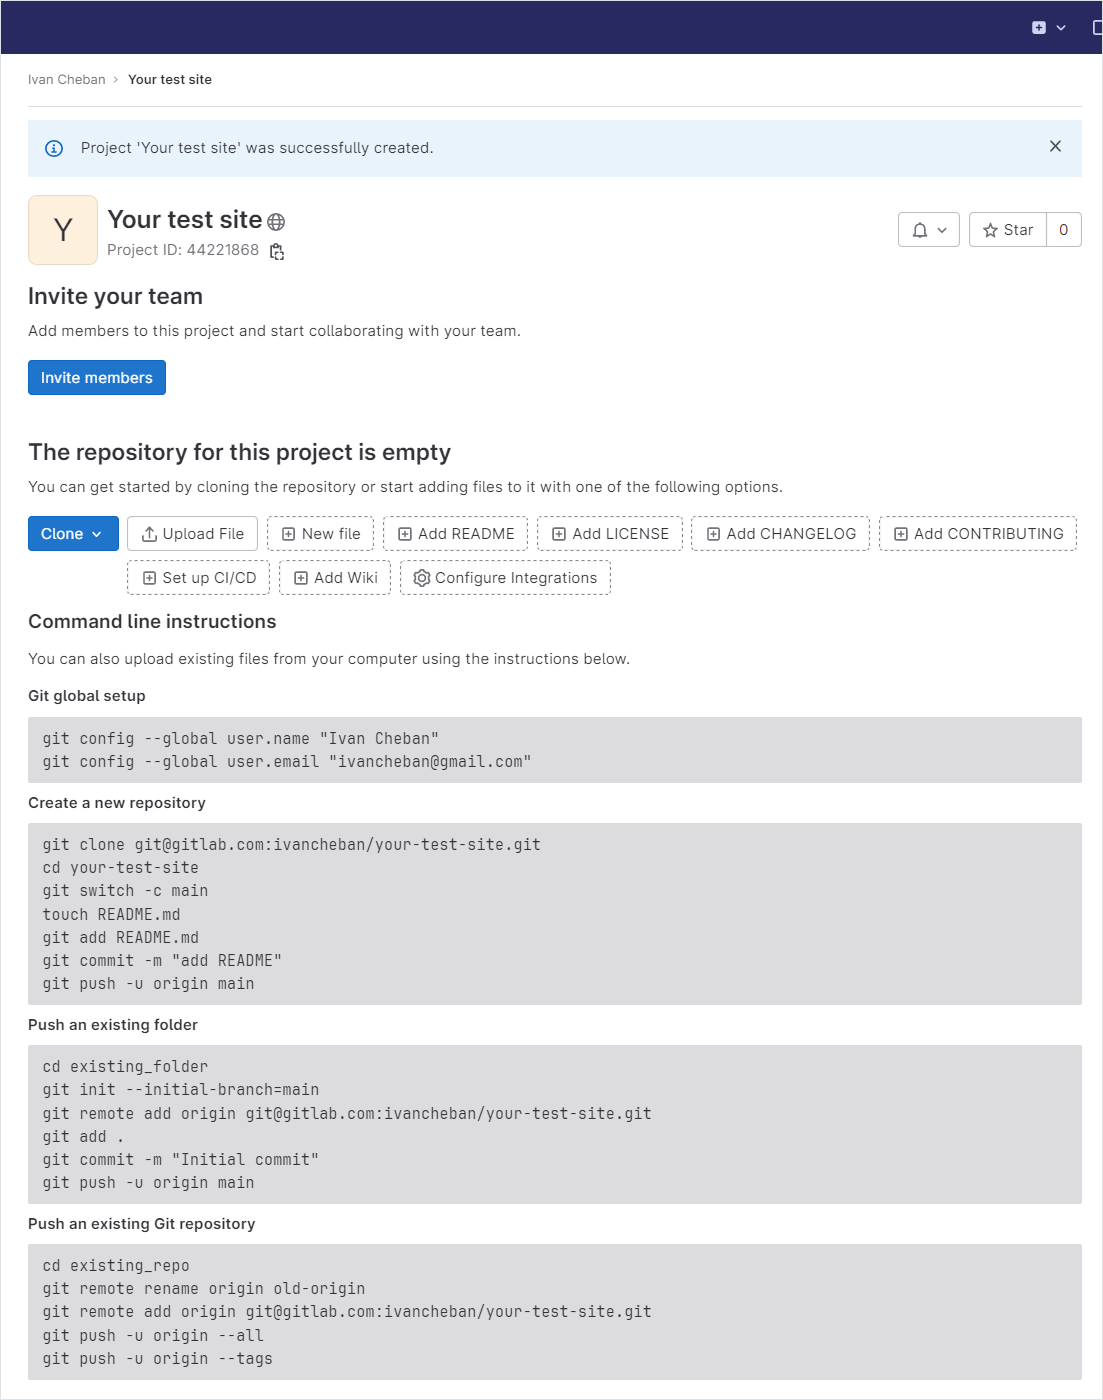 Ivan Cheban > Your test site
Project 'Your test site' was successfully created.
Y
Your test site
Project ID: 44221868
Star
0
Invite your team
Add members to this project and start collaborating with your team.
Invite members
The repository for this project is empty
You can get started by cloning the repository or start adding files to it with one of the following options.
Clone Upload File New file Add README Add LICENSE Add CHANGELOG Add CONTRIBUTING
Set up CI/CD Add Wiki Configure Integrations
Command line instructions
You can also upload existing files from your computer using the instructions below.
Git global setup
git config --global user.name "Ivan Cheban"
git config --global user.email "ivancheban@gmail.com"
Create a new repository
git clone git@gitlab.com:ivancheban/your-test-site.git
cd your-test-site
git switch -c main
touch README.md
git add README.md
git commit -m "add README"
git push -u origin main
Push an existing folder
cd existing_folder
git init --initial-branch=main
git remote add origin git@gitlab.com:ivancheban/your-test-site.git
git add .
git commit -m "Initial commit"
git push -u origin main
Push an existing Git repository
cd existing_repo
git remote rename origin old-origin
git remote add origin git@gitlab.com:ivancheban/your-test-site.git
git push -u origin --all
git push -u origin --tags